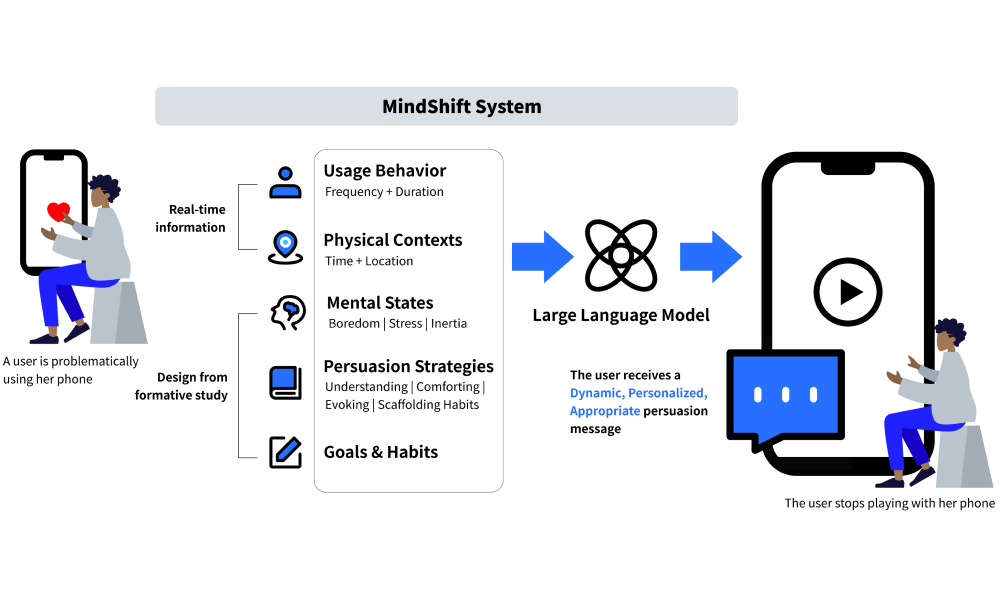 MindShift System
A user is problematically
using her phone
Real-time
information
Design from
formative study
Usage Behavior
Frequency + Duration
Physical Contexts
Time + Location
Mental States
Boredom | Stress | Inertia
Persuasion Strategies
Understanding | Comforting |
Evoking | Scaffolding Habits
Goals & Habits
Large Language Model
The user receives a
Dynamic, Personalized,
Appropriate persuasion
message
The user stops playing with her phone